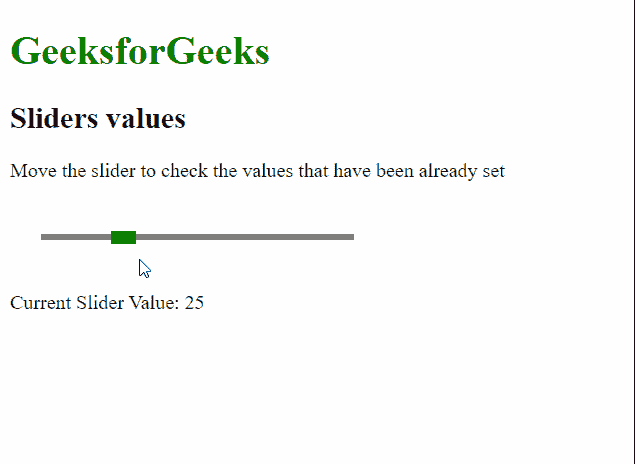 GeeksforGeeks
Sliders values
Move the slider to check the values that have been already set
Current Slider Value: 25